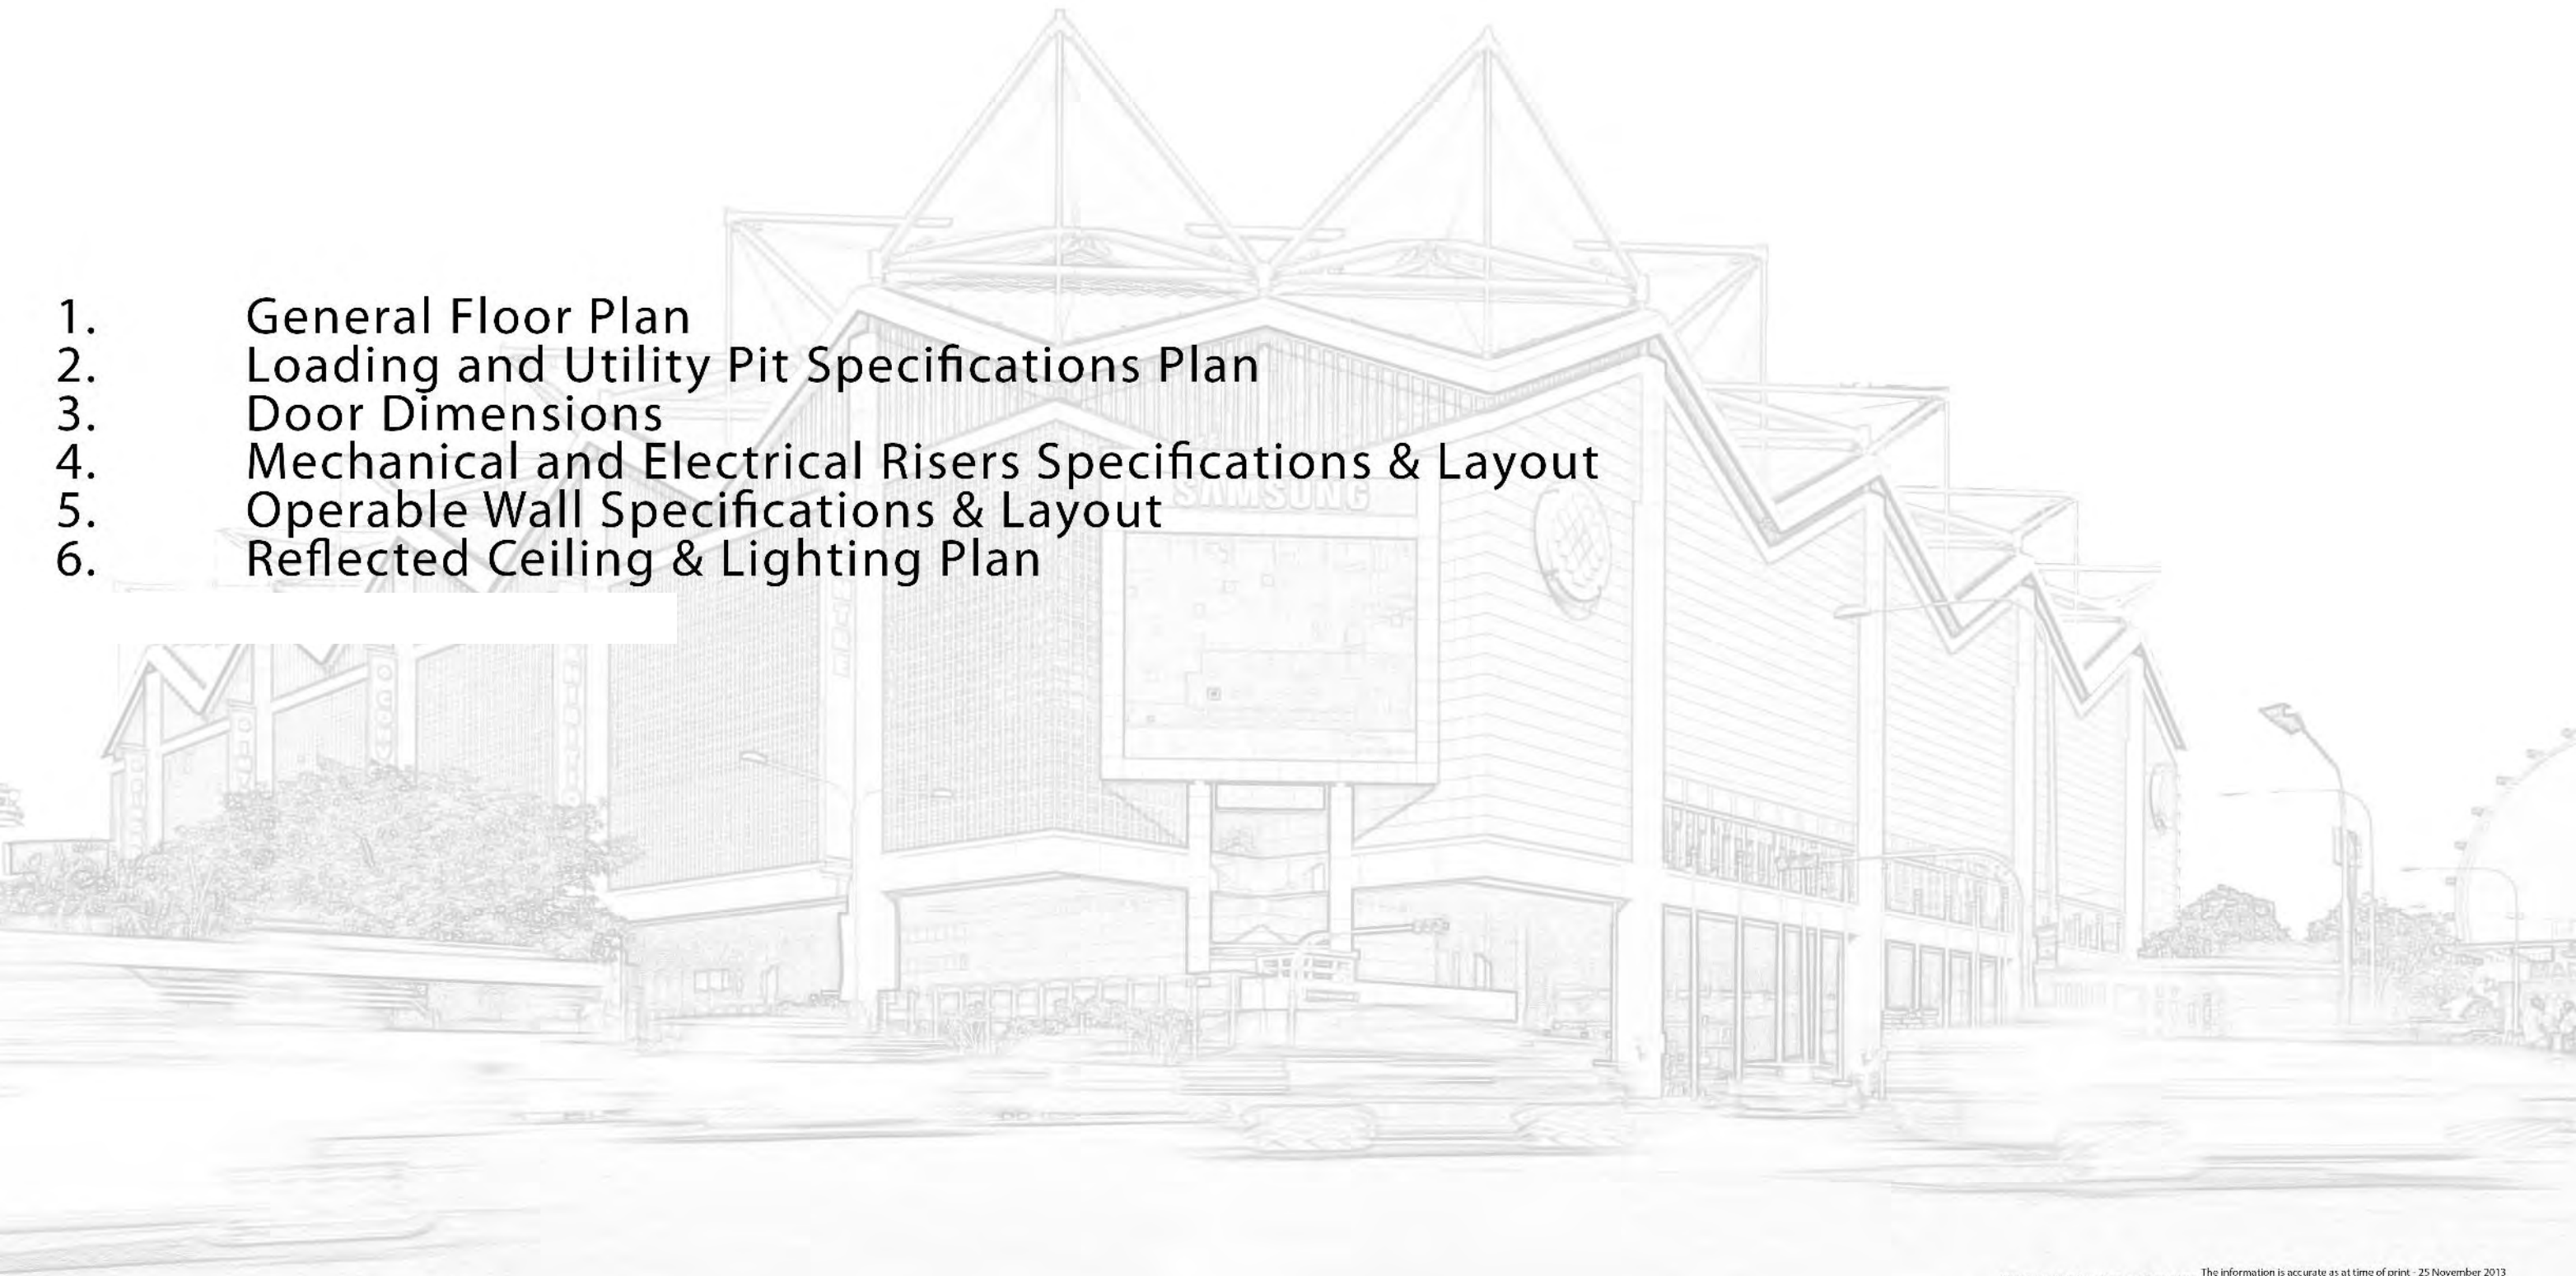 1. General Floor Plan
2. Loading and Utility Pit Specifications Plan
3. Door Dimensions
4. Mechanical and Electrical Risers Specifications & Layout
SAMSUNG
5. Operable Wall Specifications & Layout
6. Reflected Ceiling & Lighting Plan
THE
The information is accurate as at time of print - 25 November 2013